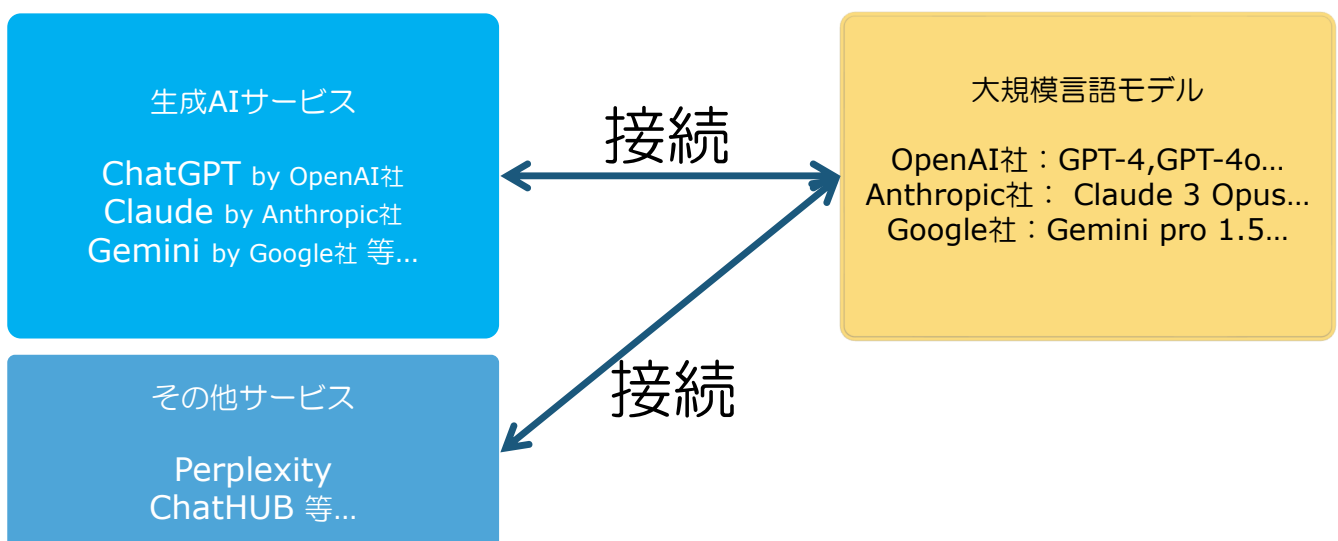 生成AIサービス
ChatGPT by OpenAI社
Claude by Anthropic社
Gemini by Google社 等…
接続
大規模言語モデル
OpenAI社：GPT-4,GPT-4o…
Anthropic社： Claude 3 Opus…
Google社：Gemini pro 1.5…
その他サービス
Perplexity
ChatHUB 等…
接続